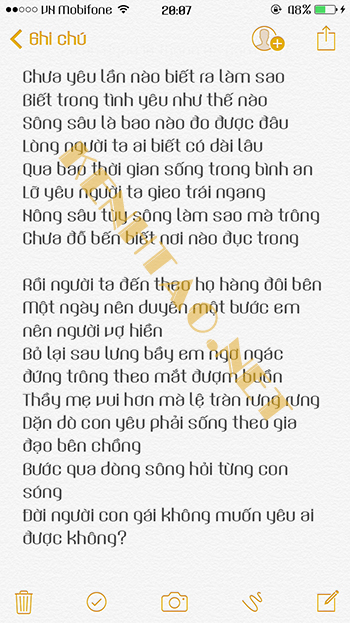 VN Mobifone 20:07 48%
Ghi chú
Chưa yêu lần nào biết ra làm sao
Biết trong tình yêu như thế nào
Sông sâu là bao nào đo được đâu
Lòng người ta ai biết có dài lâu
Qua bao thời gian sống trong bình an
Lỡ yêu người ta gieo trái ngang
Nông sâu tùy sông làm sao mà trông
Chưa đỗ bến biết nơi nào đục trong
Rồi người ta đến theo họ hàng đôi bên
Một ngày nên duyên một bước em
nên người vợ hiền
Bỏ lại sau lưng bầy em ngơ ngác
đứng trông theo mắt đượm buồn
Thầy mẹ vui hơn mà lệ tràn rưng rưng
Dặn dò con yêu phải sống theo gia
đạo bên chồng
Bước qua dòng sông hỏi từng con
sóng
Đời người con gái không muốn yêu ai
được không?
KENHTAO.NET